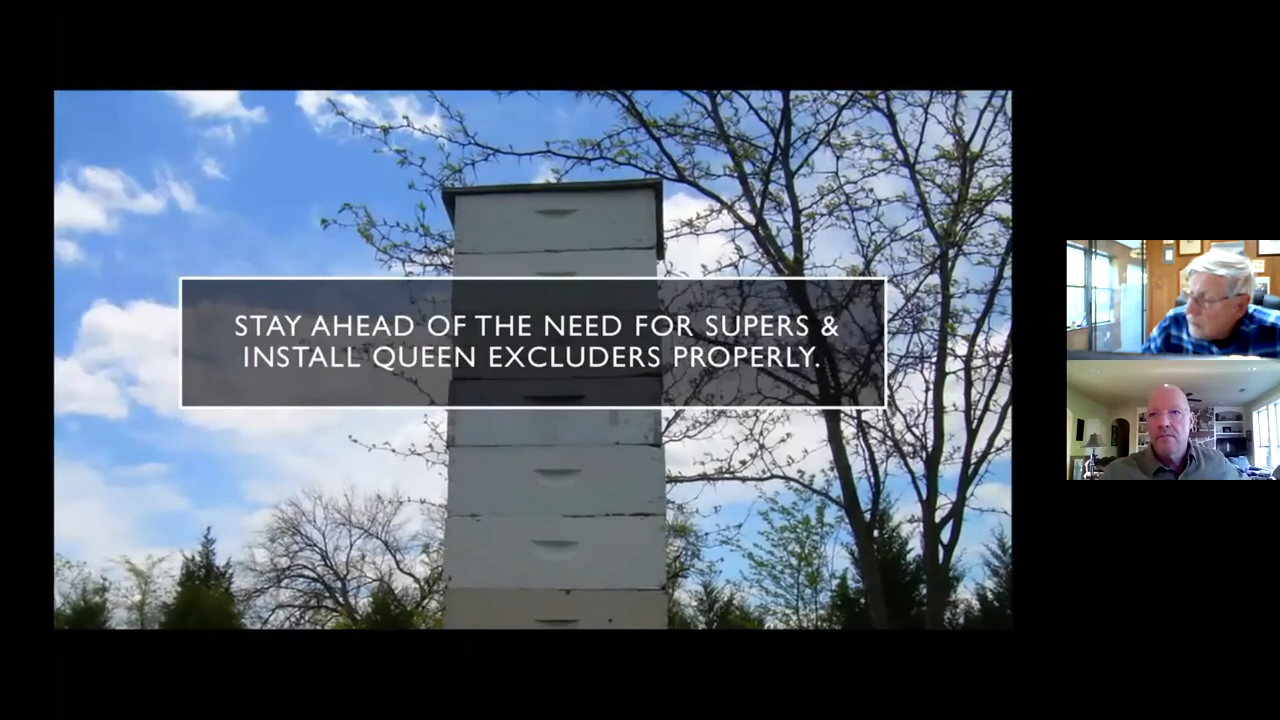 STAY AHEAD OF THE NEED FOR SUPERS &
INSTALL QUEEN EXCLUDERS PROPERLY.